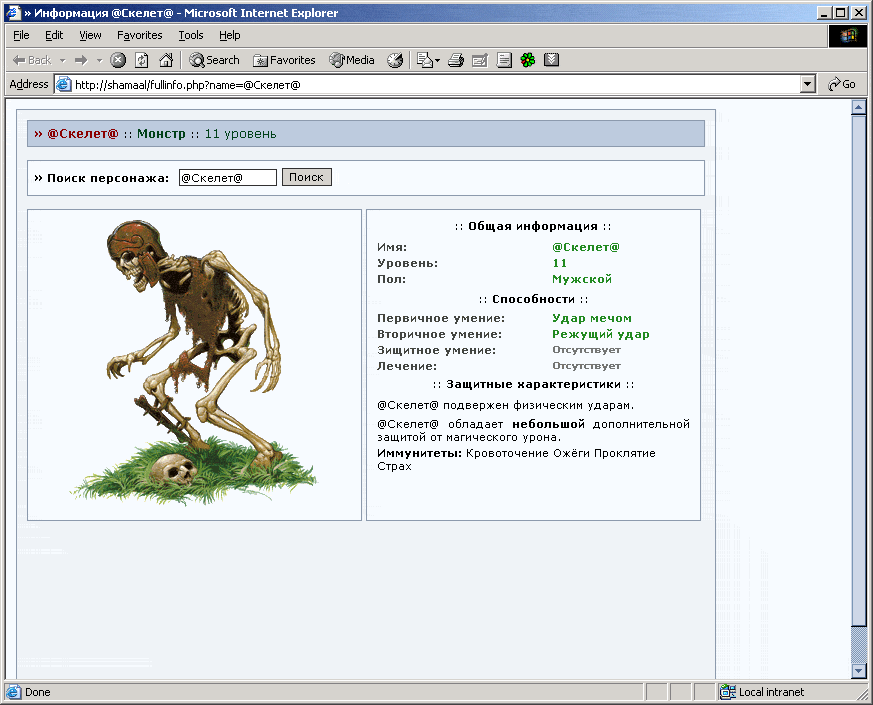 » Информация @Скелет@ - Microsoft Internet Explorer
File Edit View Favorites Tools Help
Back Search Favorites Media
Address http://shamaal/fullinfo.php?name=@Скелет@ Go
» @Скелет@ :: Монстр :: 11 уровень
» Поиск персонажа: @Скелет@ Поиск
:: Общая информация ::
Имя: @Скелет@
Уровень: 11
Пол: Мужской
:: Способности ::
Первичное умение: Удар мечом
Вторичное умение: Режущий удар
Зищитное умение: Отсутствует
Лечение: Отсутствует
:: Защитные характеристики ::
@Скелет@ подвержен физическим ударам.
@Скелет@ обладает небольшой дополнительной
защитой от магического урона.
Иммунитеты: Кровоточение Ожёги Проклятие
Страх
Done Local intranet